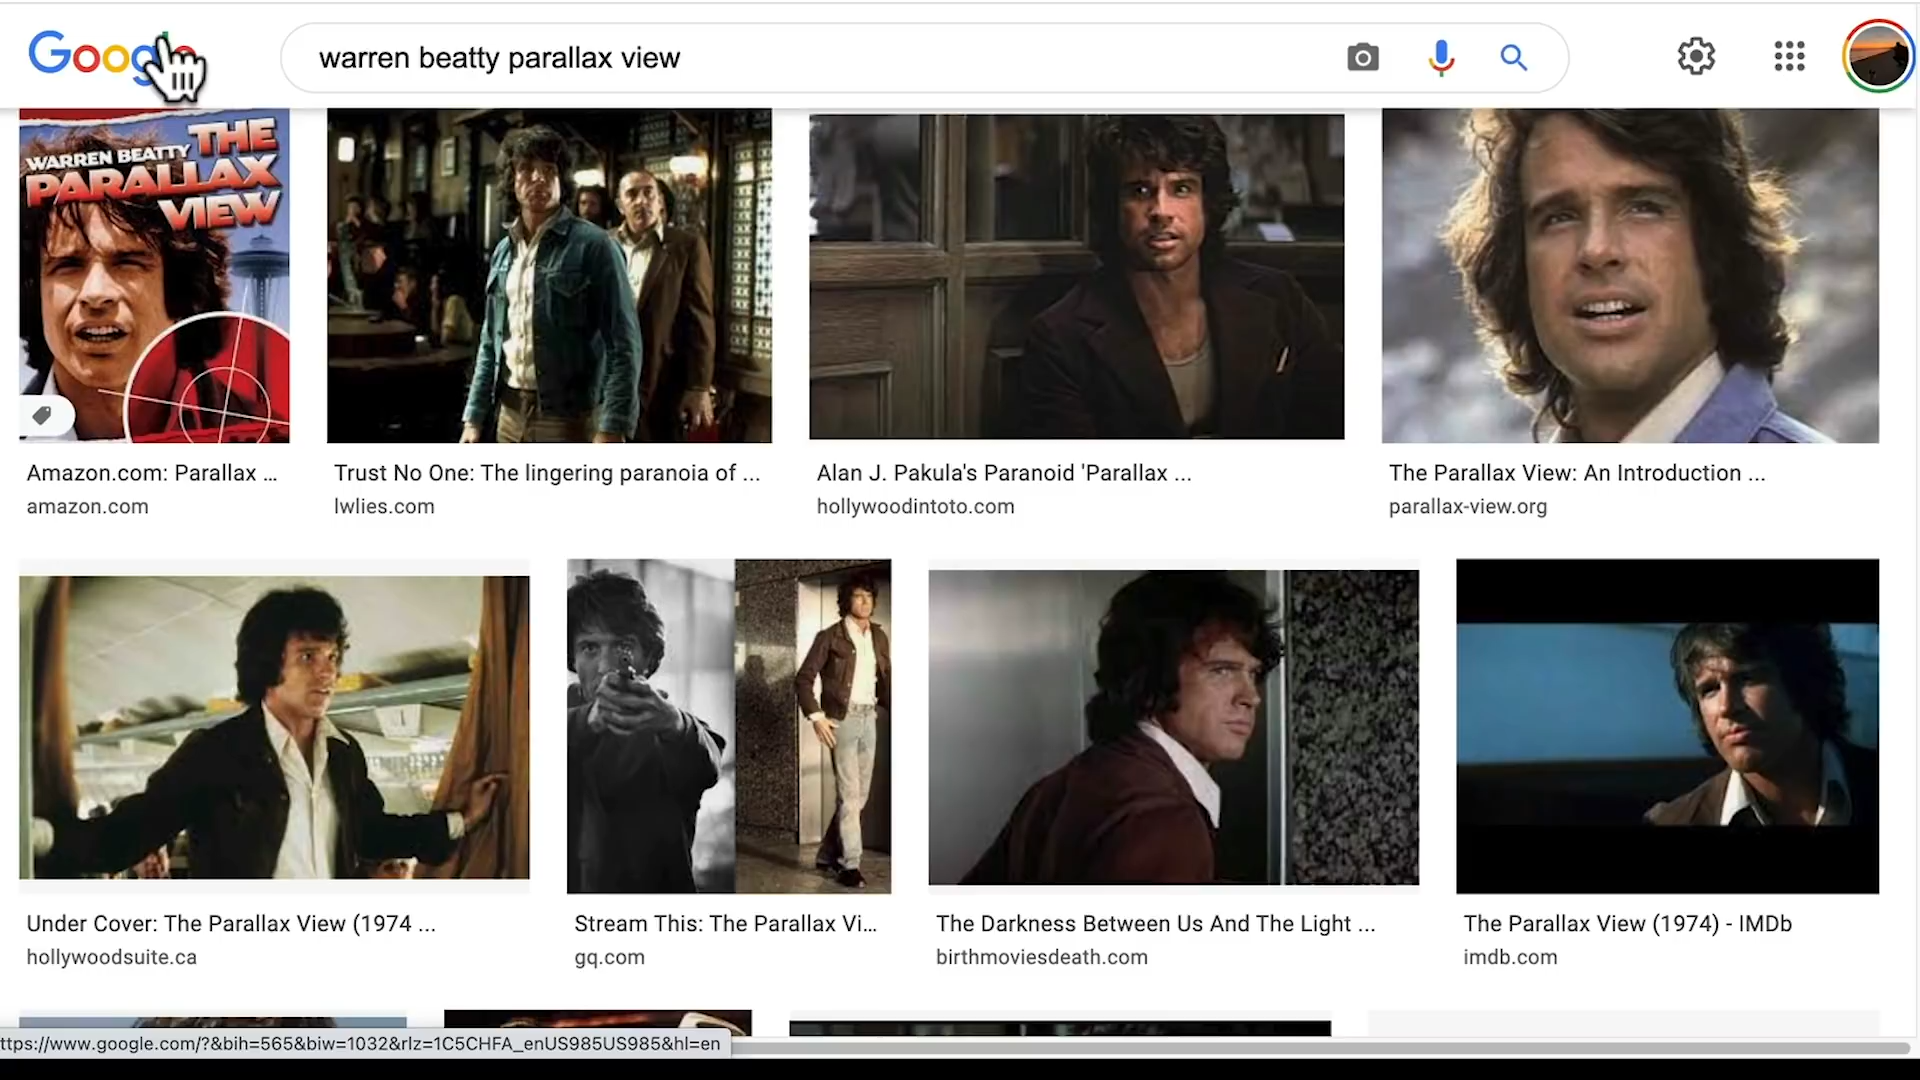 Google
warren beatty parallax view
WARREN BEATTY THE
PARALLAX
VIEW
Amazon.com: Parallax ...
amazon.com
Trust No One: The lingering paranoia of ...
lwlies.com
Alan J. Pakula's Paranoid 'Parallax ...
hollywoodintoto.com
The Parallax View: An Introduction ...
parallax-view.org
Under Cover: The Parallax View (1974 ...
hollywoodsuite.ca
Stream This: The Parallax Vi...
gq.com
The Darkness Between Us And The Light ...
birthmoviesdeath.com
The Parallax View (1974) - IMDb
imdb.com
ttps://www.google.com/?&bih=565&biw=1032&rlz=1C5CHFA_enUS985US985&hl=en